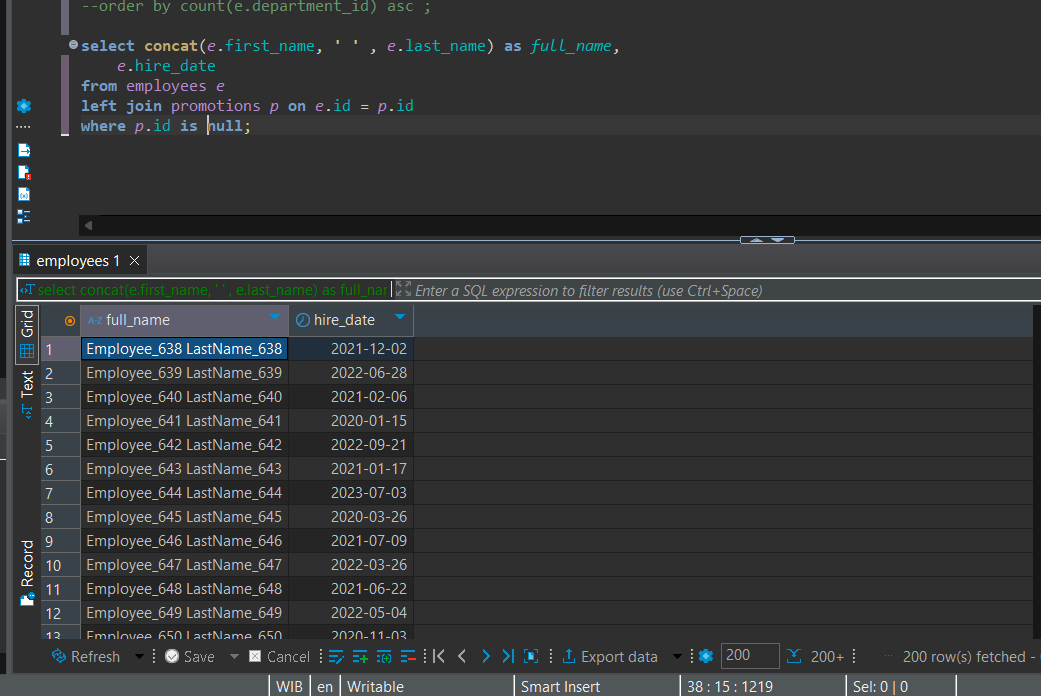 --order by count(e.department_id) asc ;
select concat(e.first_name, ' ' , e.last_name) as full_name,
e.hire_date
from employees e
left join promotions p on e.id = p.id
where p.id is null;
employees 1
select concat(e.first_name, ' ' , e.last_name) as full_nar
Enter a SQL expression to filter results (use Ctrl+Space)
Grid
Text
Record
A-Z full_name hire_date
1 Employee_638 LastName_638 2021-12-02
2 Employee_639 LastName_639 2022-06-28
3 Employee_640 LastName_640 2021-02-06
4 Employee_641 LastName_641 2020-01-15
5 Employee_642 LastName_642 2022-09-21
6 Employee_643 LastName_643 2021-01-17
7 Employee_644 LastName_644 2023-07-03
8 Employee_645 LastName_645 2020-03-26
9 Employee_646 LastName_646 2021-07-09
10 Employee_647 LastName_647 2022-03-26
11 Employee_648 LastName_648 2021-06-22
12 Employee_649 LastName_649 2022-05-04
13 Employee_650 LastName_650 2020-11-03
Refresh Save Cancel Export data 200 200+ 200 row(s) fetched -
WIB en Writable Smart Insert 38 : 15 : 1219 Sel: 0 | 0